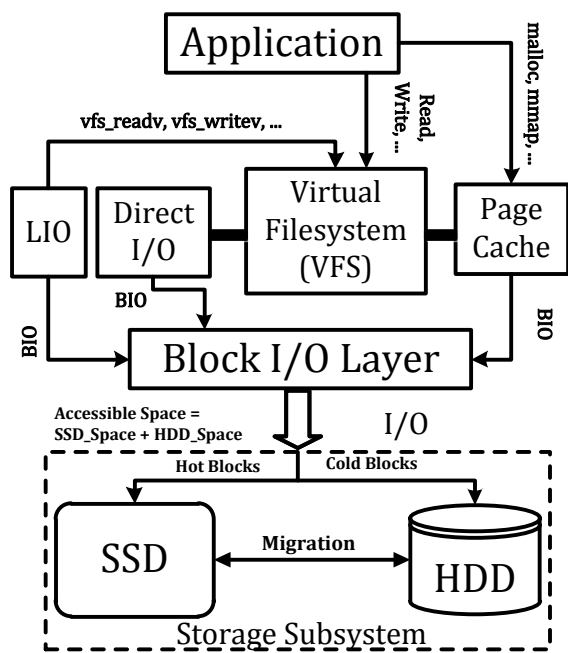 Application
malloc, mmap, ...
Read,
Write, ...
vfs_readv, vfs_writev, ...
LIO
Direct
I/O
Virtual
Filesystem
(VFS)
Page
Cache
BIO
BIO
BIO
Block I/O Layer
Accessible Space =
SSD_Space + HDD_Space
I/O
Hot Blocks
Cold Blocks
SSD
Migration
HDD
Storage Subsystem